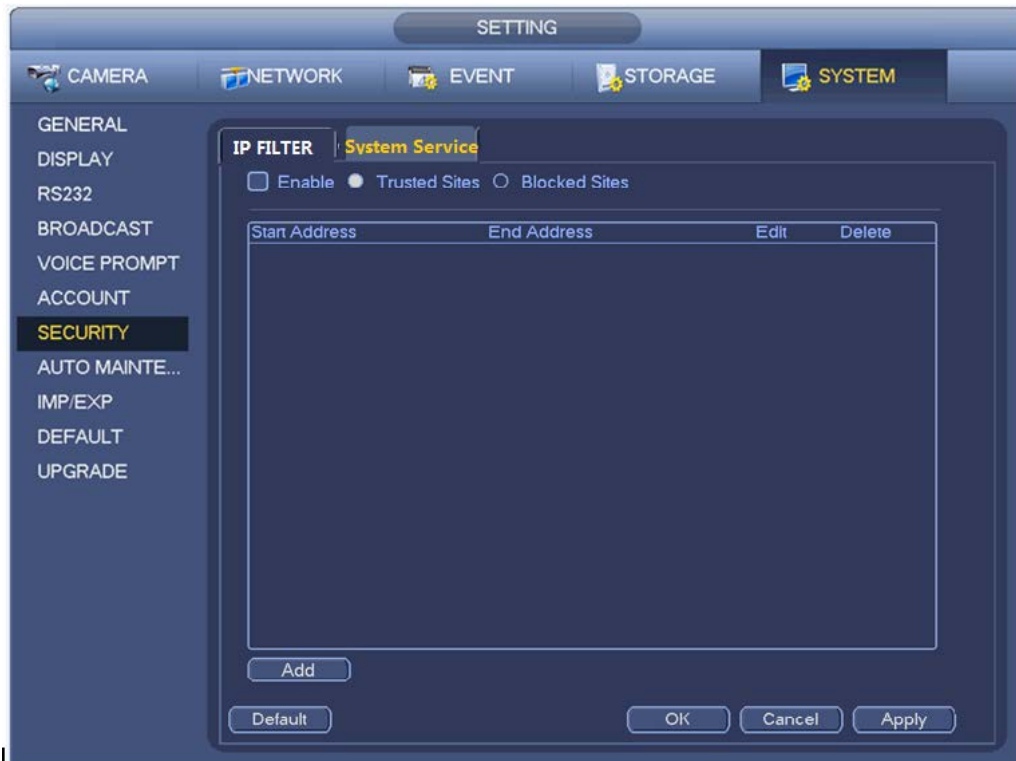 SETTING
CAMERA NETWORK EVENT STORAGE SYSTEM
GENERAL
DISPLAY
RS232
BROADCAST
VOICE PROMPT
ACCOUNT
SECURITY
AUTO MAINTE...
IMP/EXP
DEFAULT
UPGRADE
IP FILTER System Service
Enable Trusted Sites Blocked Sites
Start Address End Address Edit Delete
Add
Default OK Cancel Apply